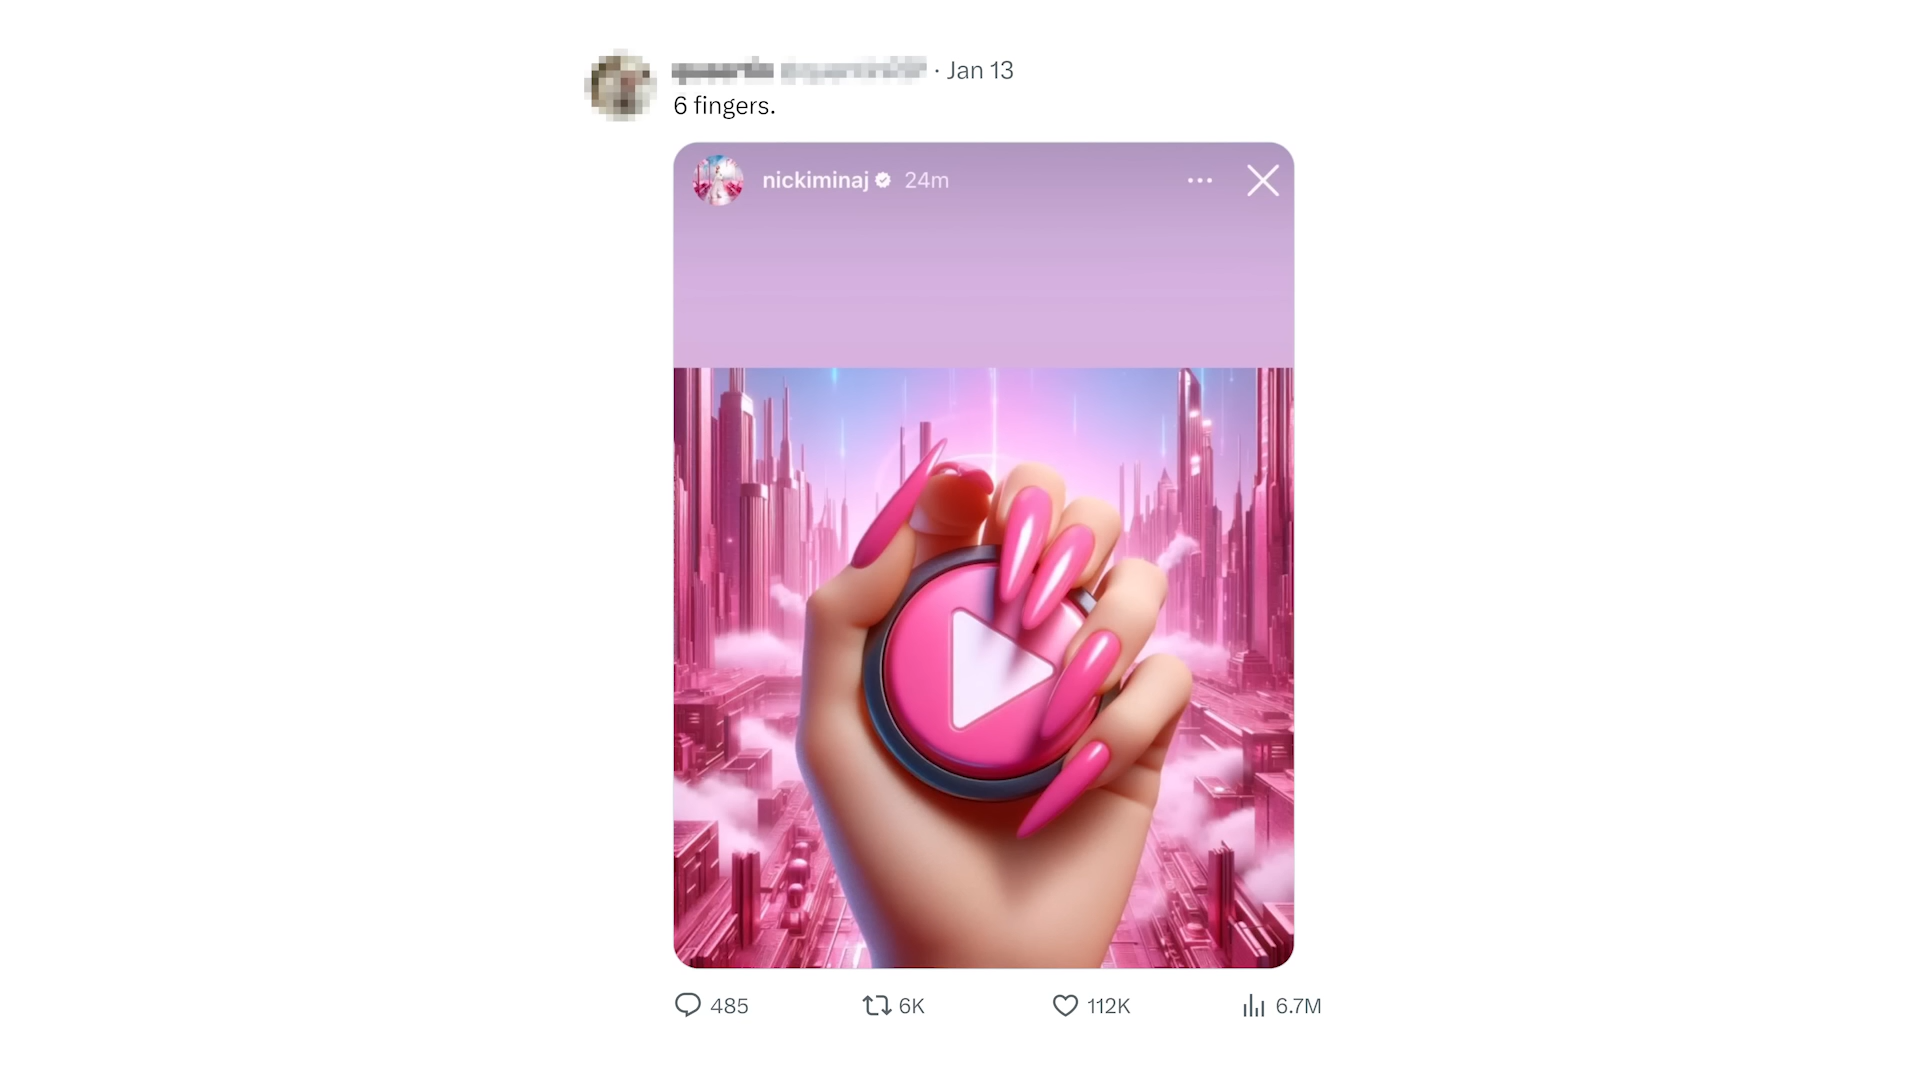 · Jan 13
6 fingers.
nickiminaj 24m
485 6K 112K 6.7M